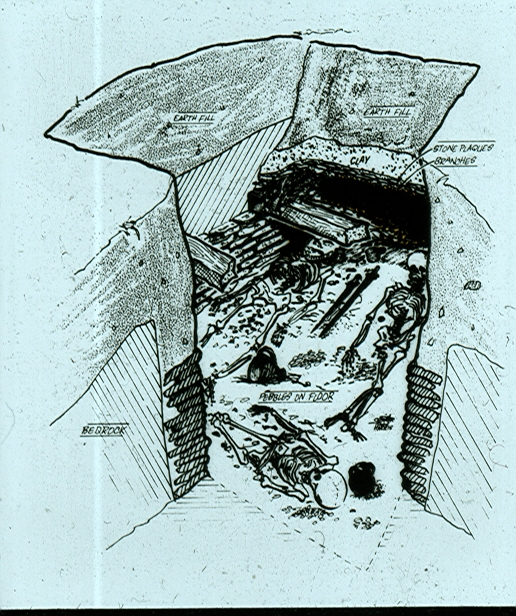 EARTH FILL
EARTH FILL
STONE PLAQUES
CLAY
BRANCHES
PEBBLES ON FLOOR
BEDROCK